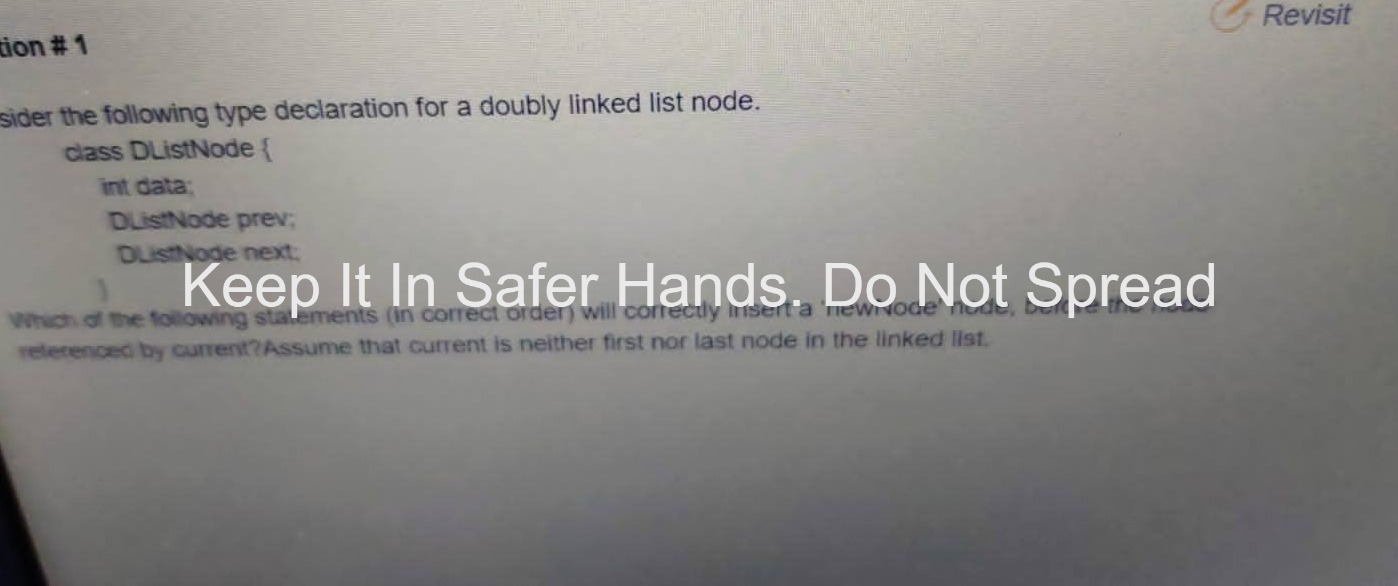 Revisit
tion # 1
sider the following type declaration for a doubly linked list node.
class DListNode {
int data;
DListNode prev;
DListNode next;
}
Keep It In Safer Hands. Do Not Spread
Which of the following statements (in correct order) will correctly insert a 'newNode' node, before the node
referenced by current?Assume that current is neither first nor last node in the linked list.